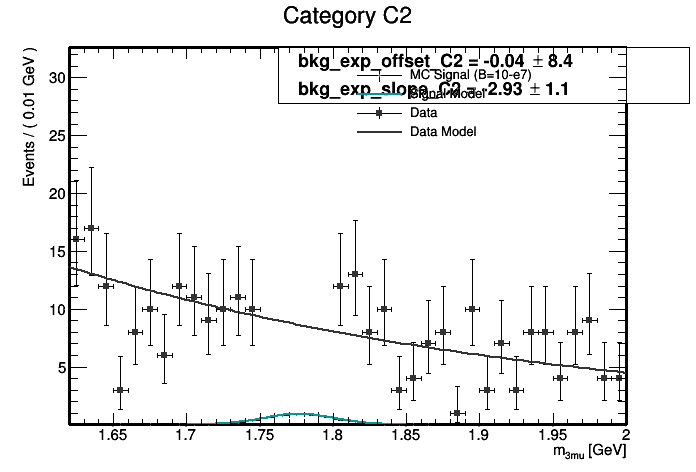 Category C2
bkg_exp_offset_C2 = -0.04 ± 8.4
MC Signal (B=10-e7)
bkg_exp_slope_C2 = -2.93 ± 1.1
Signal Model
Data
Data Model
Events / ( 0.01 GeV )
30
25
20
15
10
5
1.65 1.7 1.75 1.8 1.85 1.9 1.95 2
m3mu [GeV]